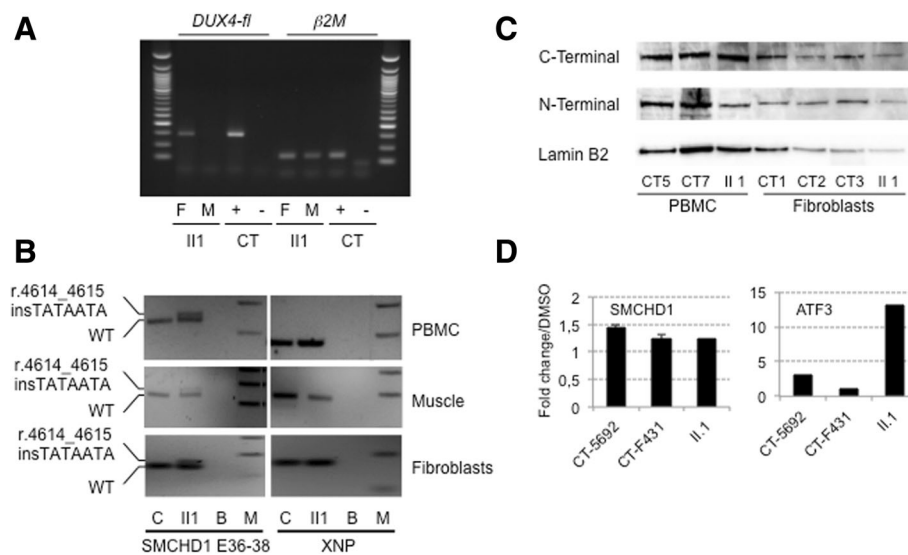 A
DUX4-fl
β2M
F M + - F M + -
II1 CT II1 CT
B
r.4614_4615
insTATAATA
WT
PBMC
r.4614_4615
insTATAATA
WT
Muscle
r.4614_4615
insTATAATA
WT
Fibroblasts
C II1 B M C II1 B M
SMCHD1 E36-38 XNP
C
C-Terminal
N-Terminal
Lamin B2
CT5 CT7 II 1 CT1 CT2 CT3 II 1
PBMC Fibroblasts
D
Fold change/DMSO
2
1,5
1
0,5
0
SMCHD1
CT-5692
CT-F431
II.1
15
10
5
0
ATF3
CT-5692
CT-F431
II.1